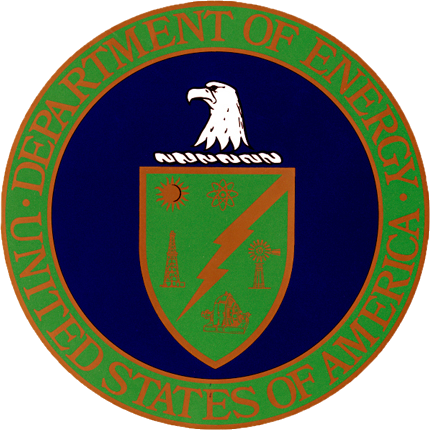 DEPARTMENT OF ENERGY
UNITED STATES OF AMERICA